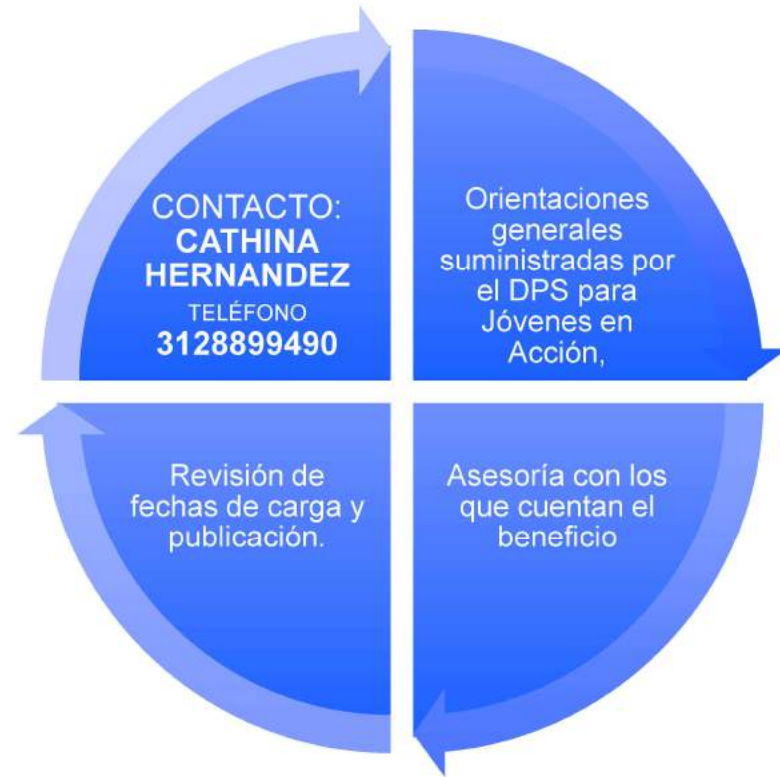 CONTACTO:
CATHINA
HERNANDEZ
TELÉFONO
3128899490
Orientaciones
generales
suministradas por
el DPS para
Jóvenes en
Acción,
Revisión de
fechas de carga y
publicación.
Asesoría con los
que cuentan el
beneficio